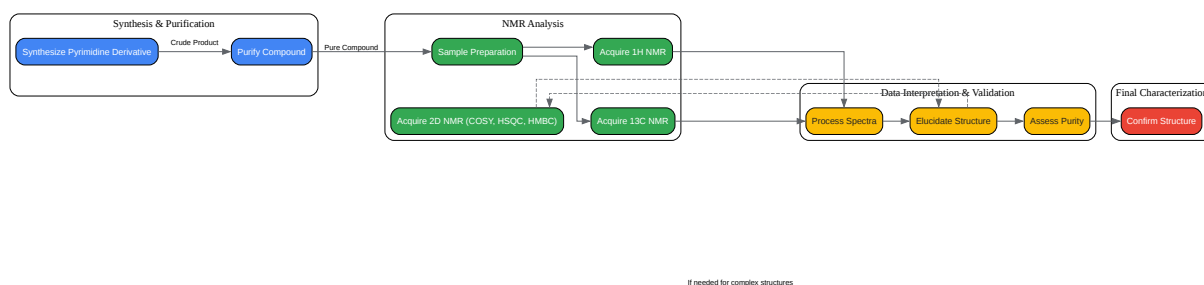 Synthesis & Purification
Synthesize Pyrimidine Derivative
Crude Product
Purify Compound
Pure Compound
NMR Analysis
Sample Preparation
Acquire 1H NMR
Acquire 2D NMR (COSY, HSQC, HMBC)
Acquire 13C NMR
Data Interpretation & Validation
Process Spectra
Elucidate Structure
Assess Purity
Final Characterization
Confirm Structure
If needed for complex structures